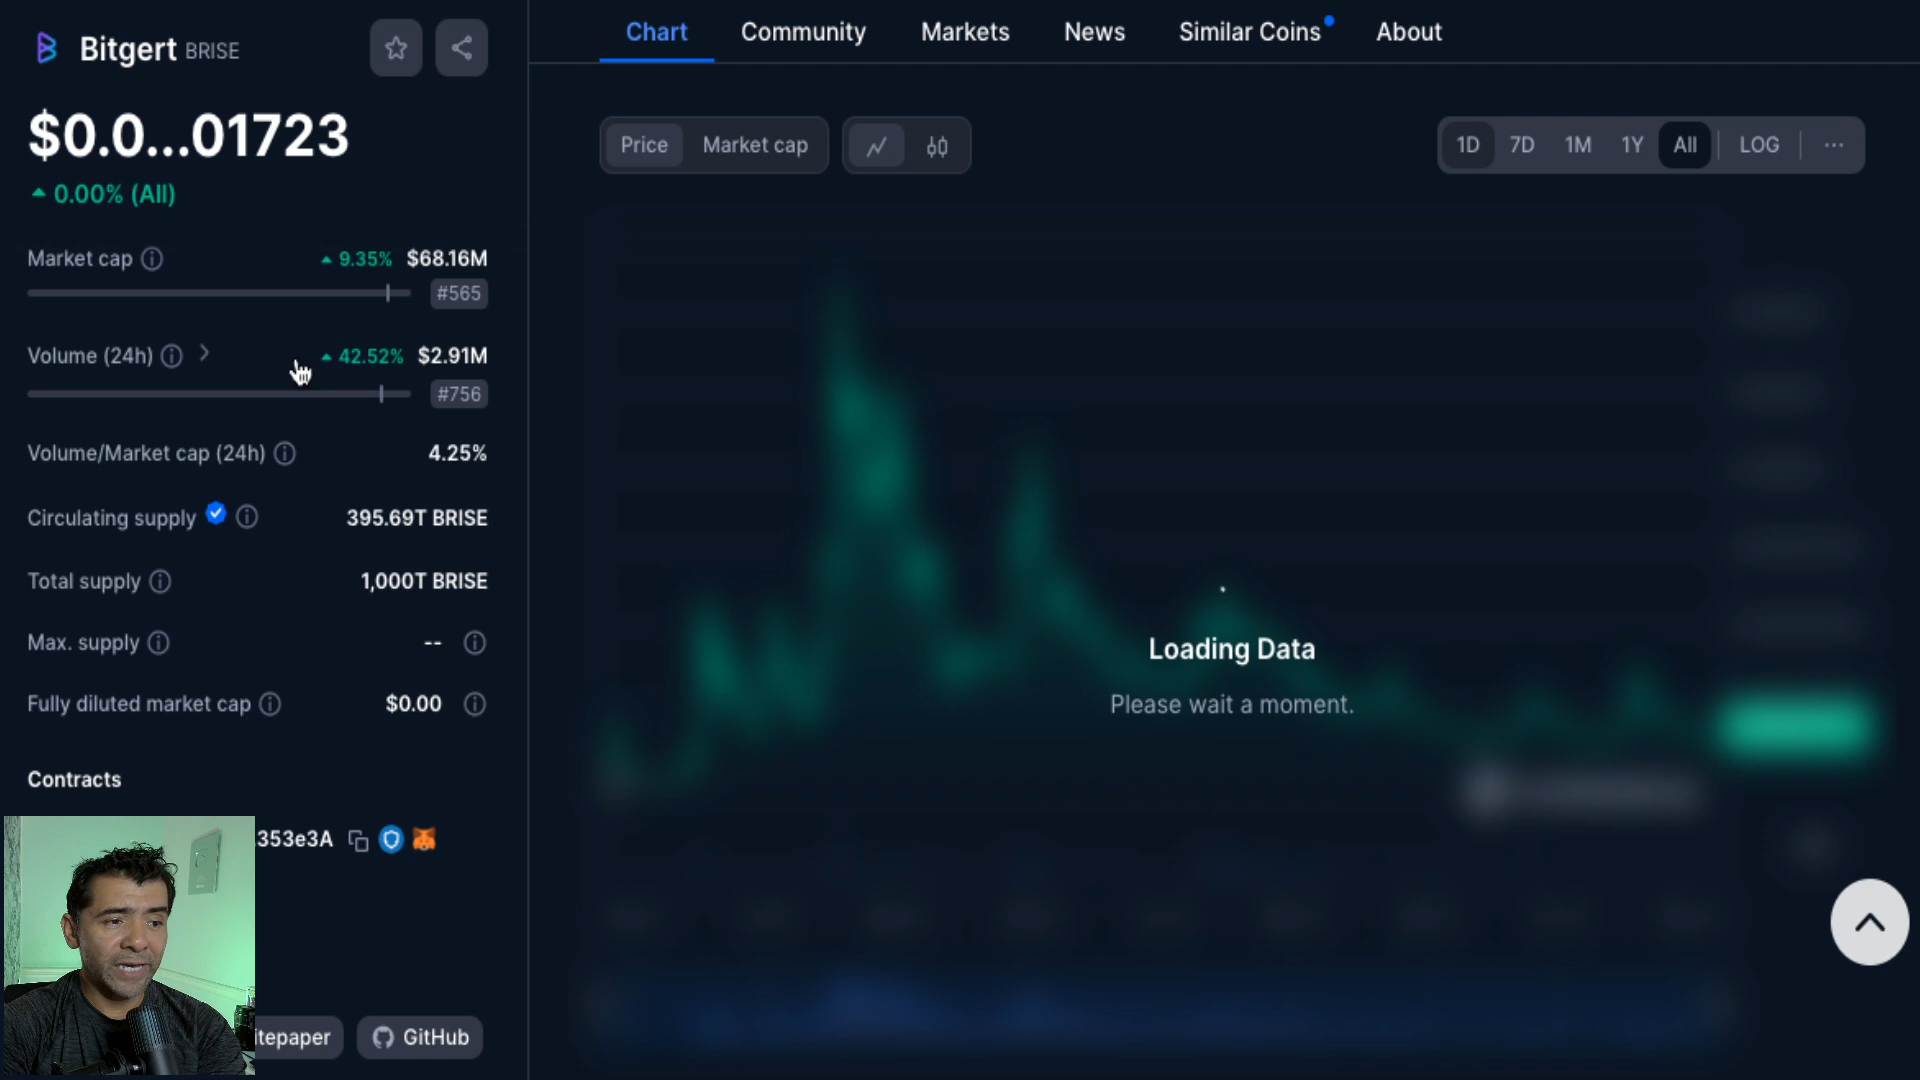 Bitgert BRISE
$0.0...01723
0.00% (All)
Market cap 9.35% $68.16M
#565
Volume (24h) 42.52% $2.91M
#756
Volume/Market cap (24h) 4.25%
Circulating supply 395.69T BRISE
Total supply 1,000T BRISE
Max. supply --
Fully diluted market cap $0.00
Contracts
.353e3A
itepaper GitHub
Chart Community Markets News Similar Coins About
Price Market cap 1D 7D 1M 1Y All LOG ...
Loading Data
Please wait a moment.